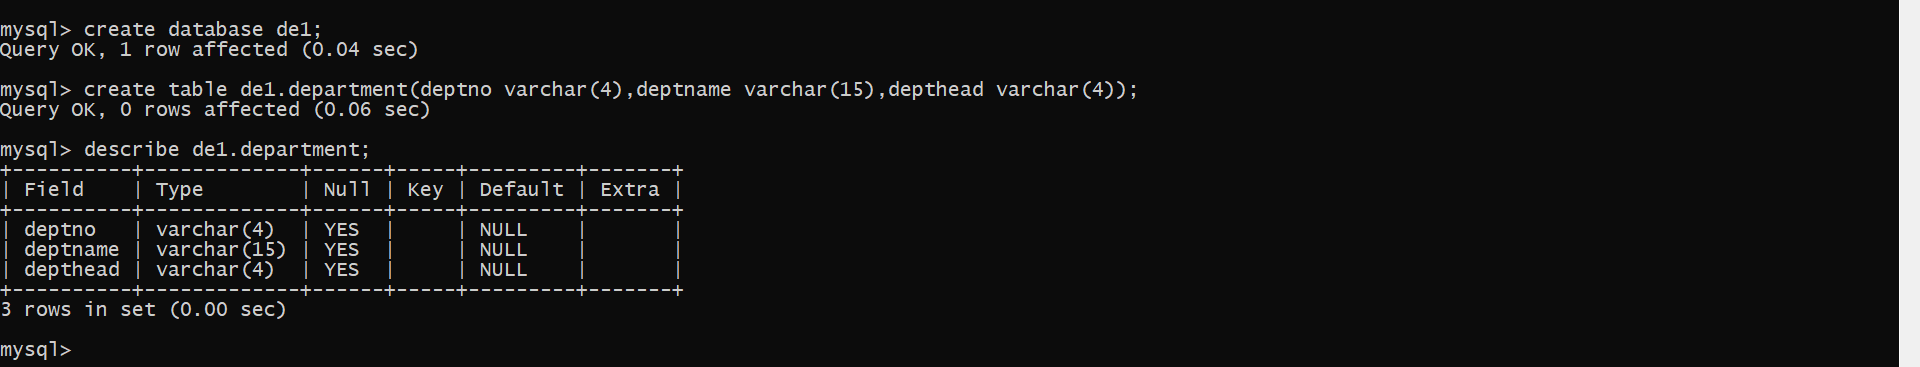 mysql> create database de1;
Query OK, 1 row affected (0.04 sec)
mysql> create table de1.department(deptno varchar(4),deptname varchar(15),depthead varchar(4));
Query OK, 0 rows affected (0.06 sec)
mysql> describe de1.department;
+----------+-------------+------+-----+---------+-------+
| Field    | Type        | Null | Key | Default | Extra |
+----------+-------------+------+-----+---------+-------+
| deptno   | varchar(4)  | YES  |     | NULL    |       |
| deptname | varchar(15) | YES  |     | NULL    |       |
| depthead | varchar(4)  | YES  |     | NULL    |       |
+----------+-------------+------+-----+---------+-------+
3 rows in set (0.00 sec)
mysql>